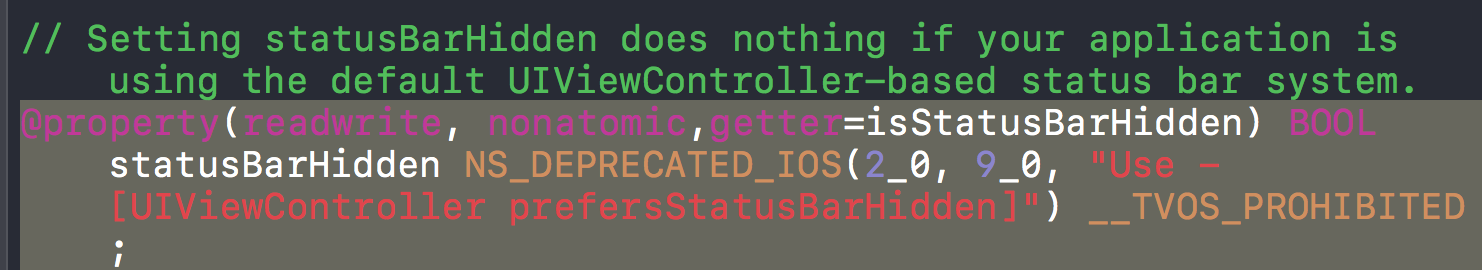 // Setting statusBarHidden does nothing if your application is
using the default UIViewController-based status bar system.
@property(readwrite, nonatomic,getter=isStatusBarHidden) BOOL
statusBarHidden NS_DEPRECATED_IOS(2_0, 9_0, "Use -
[UIViewController prefersStatusBarHidden]") __TVOS_PROHIBITED
;